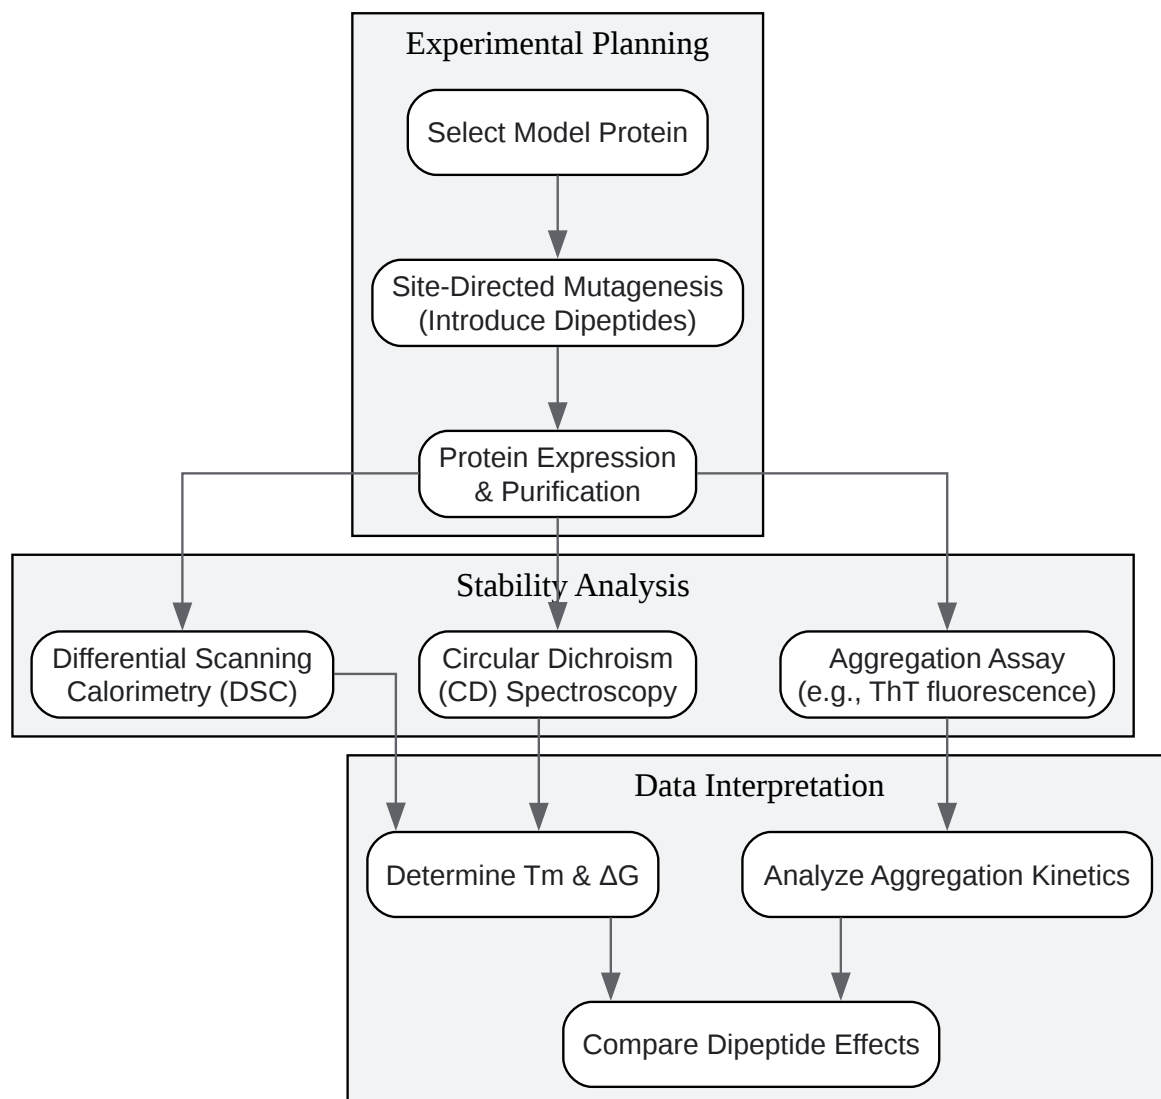 Experimental Planning
Select Model Protein
Site-Directed Mutagenesis
(Introduce Dipeptides)
Protein Expression
& Purification
Stability Analysis
Differential Scanning
Calorimetry (DSC)
Circular Dichroism
(CD) Spectroscopy
Aggregation Assay
(e.g., ThT fluorescence)
Data Interpretation
Determine Tm & ΔG
Analyze Aggregation Kinetics
Compare Dipeptide Effects